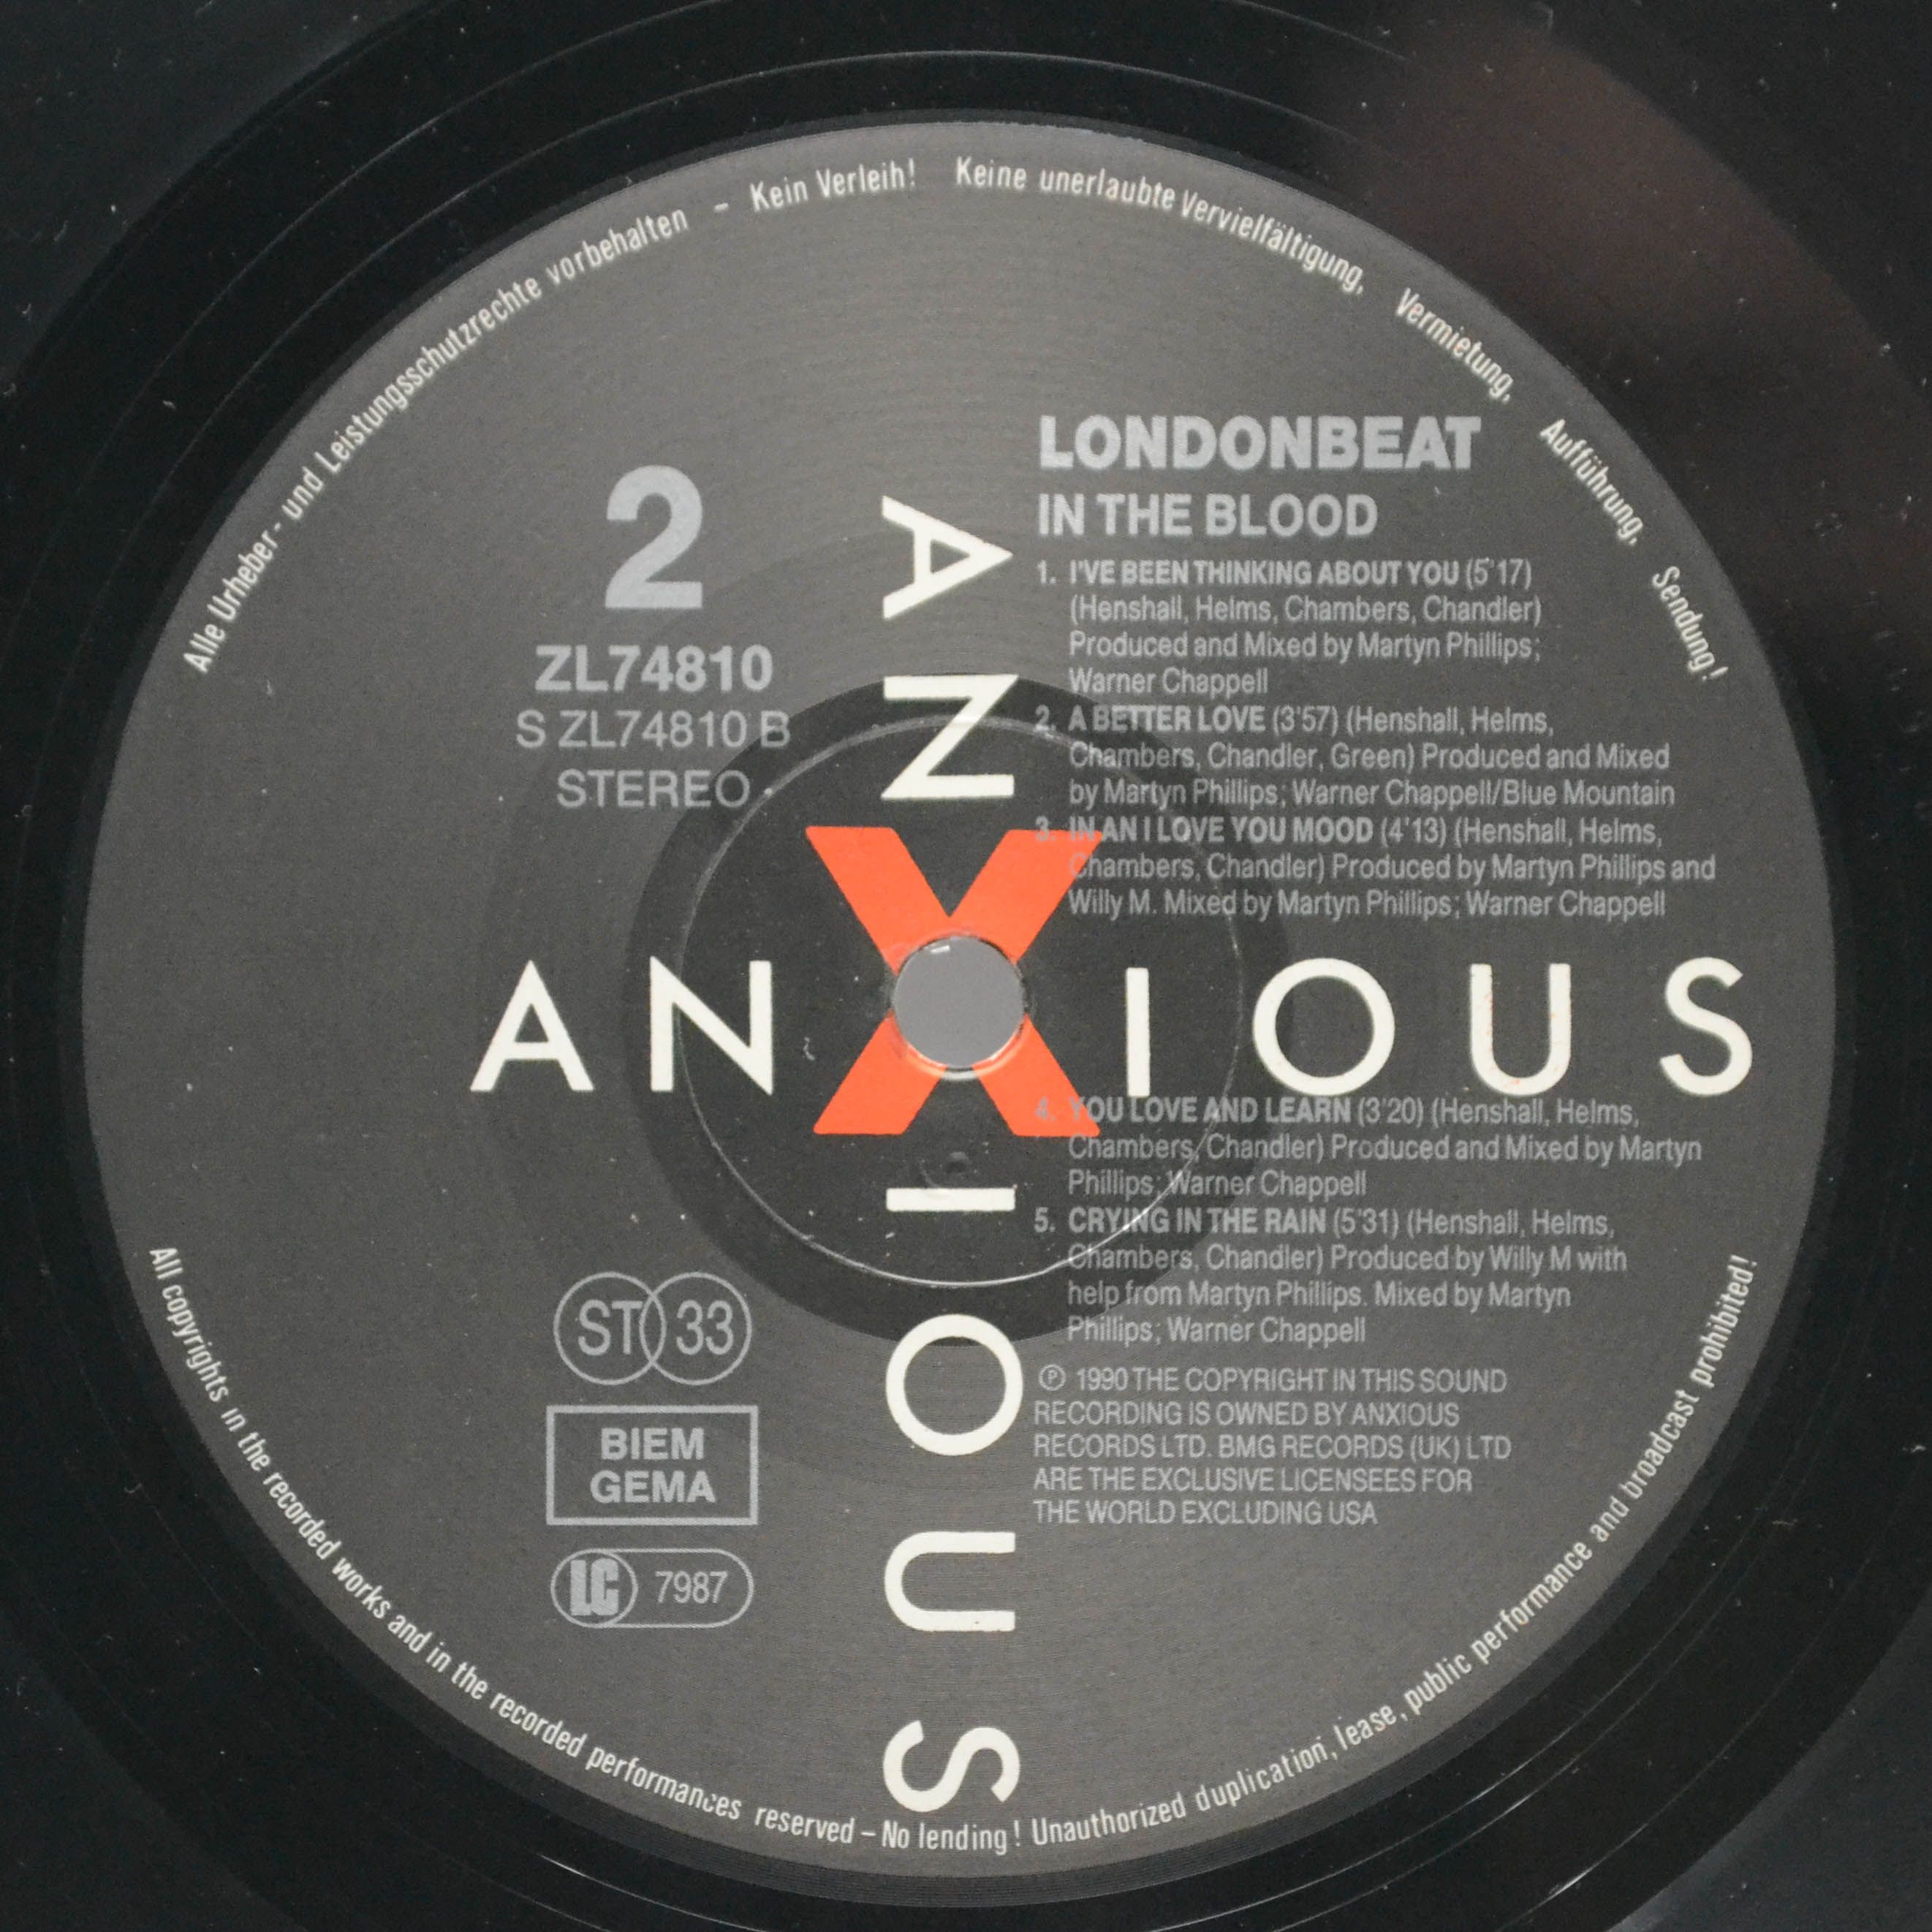 Alle Urheber- und Leistungsschutzrechte vorbehalten – Kein Verleih! Keine unerlaubte Vervielfältigung, Vermietung, Aufführung, Sendung!
2
ZL74810
S ZL74810 B
STEREO
LONDONBEAT
IN THE BLOOD
1. I'VE BEEN THINKING ABOUT YOU (5'17)
(Henshall, Helms, Chambers, Chandler)
Produced and Mixed by Martyn Phillips;
Warner Chappell
2. A BETTER LOVE (3'57) (Henshall, Helms,
Chambers, Chandler, Green) Produced and Mixed
by Martyn Phillips; Warner Chappell/Blue Mountain
3. IN AN I LOVE YOU MOOD (4'13) (Henshall, Helms,
Chambers, Chandler) Produced by Martyn Phillips and
Willy M. Mixed by Martyn Phillips; Warner Chappell
ANXIOUS
ANXIOUS
4. YOU LOVE AND LEARN (3'20) (Henshall, Helms,
Chambers, Chandler) Produced and Mixed by Martyn
Phillips; Warner Chappell
5. CRYING IN THE RAIN (5'31) (Henshall, Helms,
Chambers, Chandler) Produced by Willy M with
help from Martyn Phillips. Mixed by Martyn
Phillips; Warner Chappell
℗ 1990 THE COPYRIGHT IN THIS SOUND
RECORDING IS OWNED BY ANXIOUS
RECORDS LTD. BMG RECORDS (UK) LTD
ARE THE EXCLUSIVE LICENSEES FOR
THE WORLD EXCLUDING USA
ST 33
BIEM
GEMA
LC 7987
All copyrights in the recorded works and in the recorded performances reserved – No lending! Unauthorized duplication, lease, public performance and broadcast prohibited!